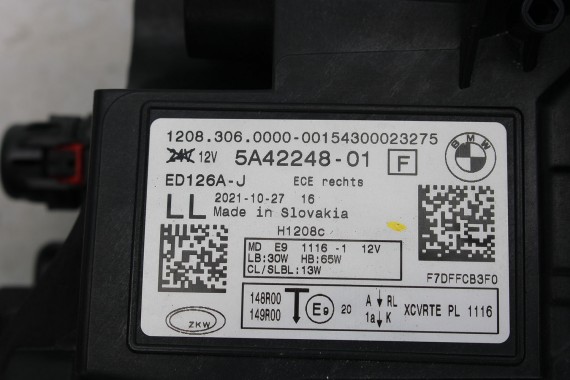 1208.306.0000-00154300023275
24V 12V 5A42248-01 F
BMW
ED126A-J ECE rechts
LL 2021-10-27 16
Made in Slovakia
H1208c
MD E9 1116-1 12V
LB:30W HB:65W
CL/SLBL:13W
F7DFFCB3F0
148R00 A RL
149R00 E9 20 1a K XCVRTE PL 1116
ZKW